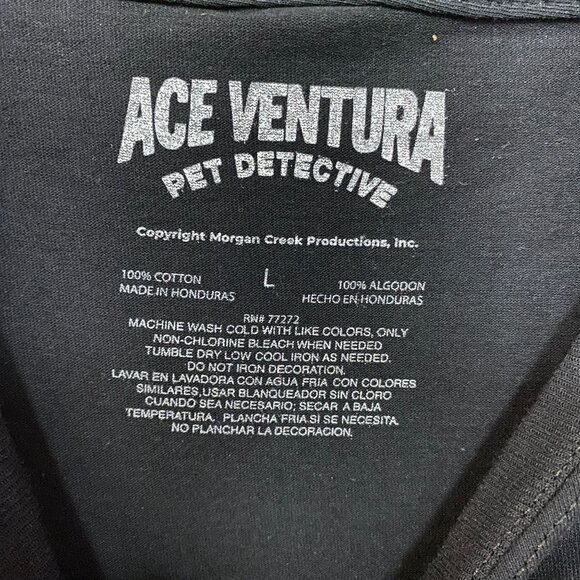 ACE VENTURA
PET DETECTIVE
Copyright Morgan Creek Productions, Inc.
100% COTTON L 100% ALGODON
MADE IN HONDURAS HECHO EN HONDURAS
RN# 77272
MACHINE WASH COLD WITH LIKE COLORS, ONLY
NON-CHLORINE BLEACH WHEN NEEDED
TUMBLE DRY LOW COOL IRON AS NEEDED.
DO NOT IRON DECORATION.
LAVAR EN LAVADORA CON AGUA FRIA CON COLORES
SIMILARES,USAR BLANQUEADOR SIN CLORO
CUANDO SEA NECESARIO; SECAR A BAJA
TEMPERATURA. PLANCHA FRIA.SI SE NECESITA.
NO PLANCHAR LA DECORACION.